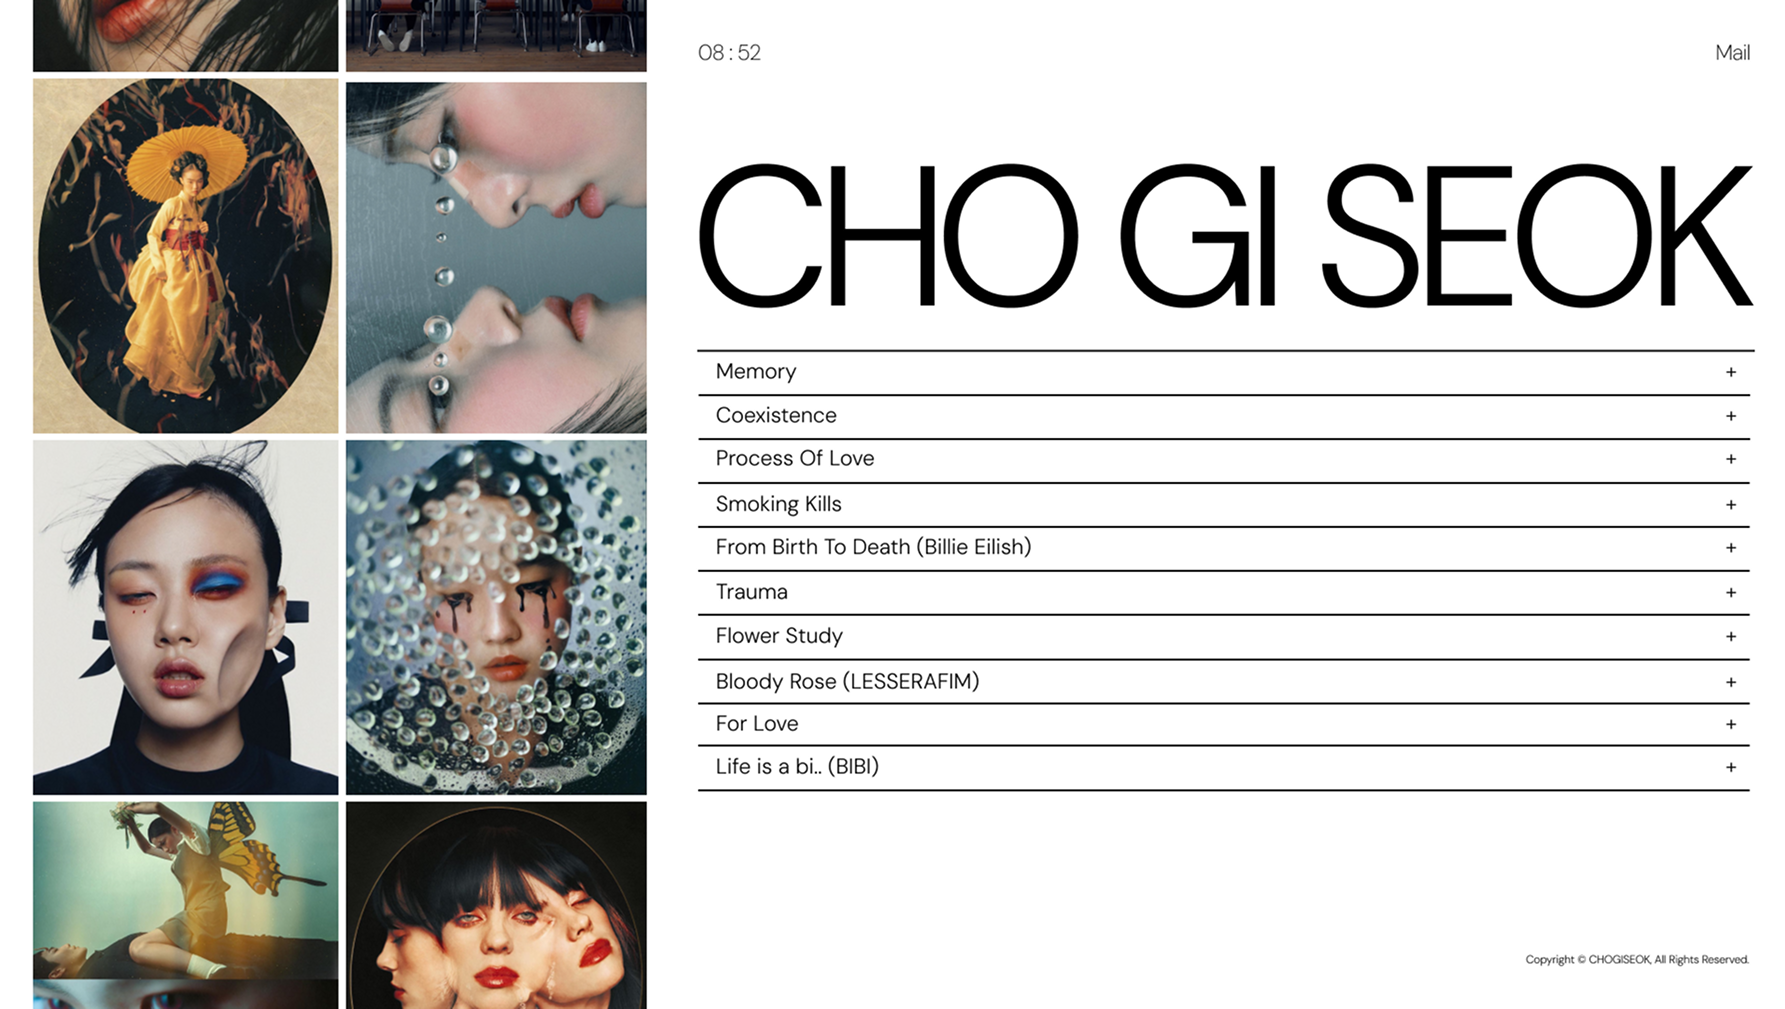 08 : 52
Mail
CHO GI SEOK
Memory +
Coexistence +
Process Of Love +
Smoking Kills +
From Birth To Death (Billie Eilish) +
Trauma +
Flower Study +
Bloody Rose (LESSERAFIM) +
For Love +
Life is a bi.. (BIBI) +
Copyright © CHOGISEOK, All Rights Reserved.